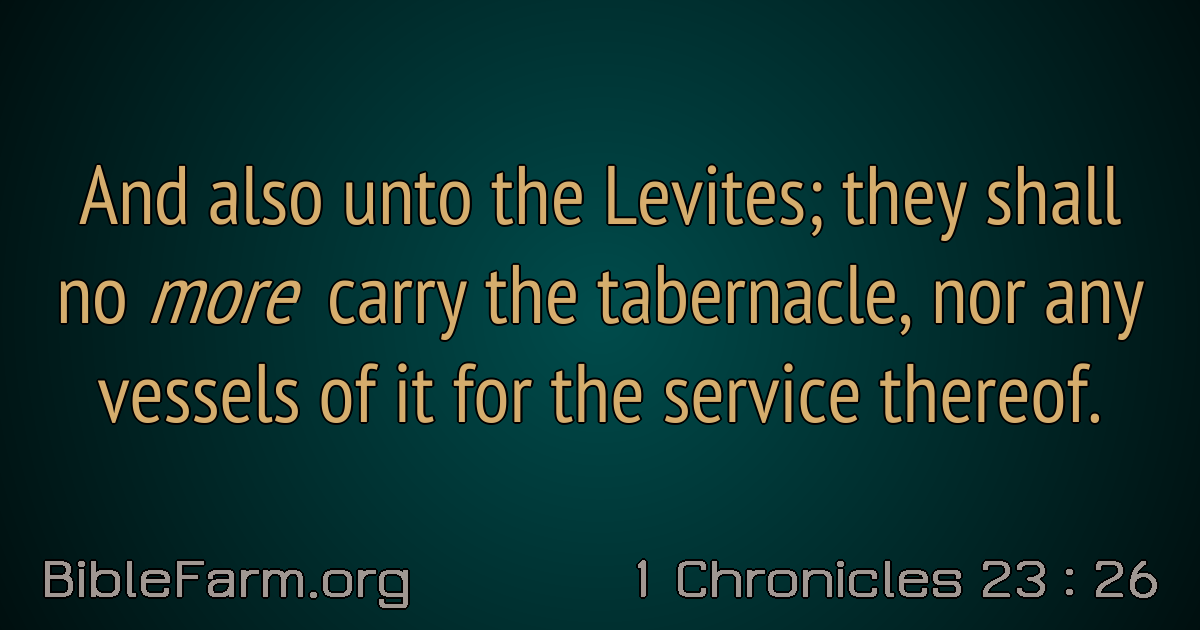 And also unto the Levites; they shall
no more carry the tabernacle, nor any
vessels of it for the service thereof.
BibleFarm.org
1 Chronicles 23 : 26